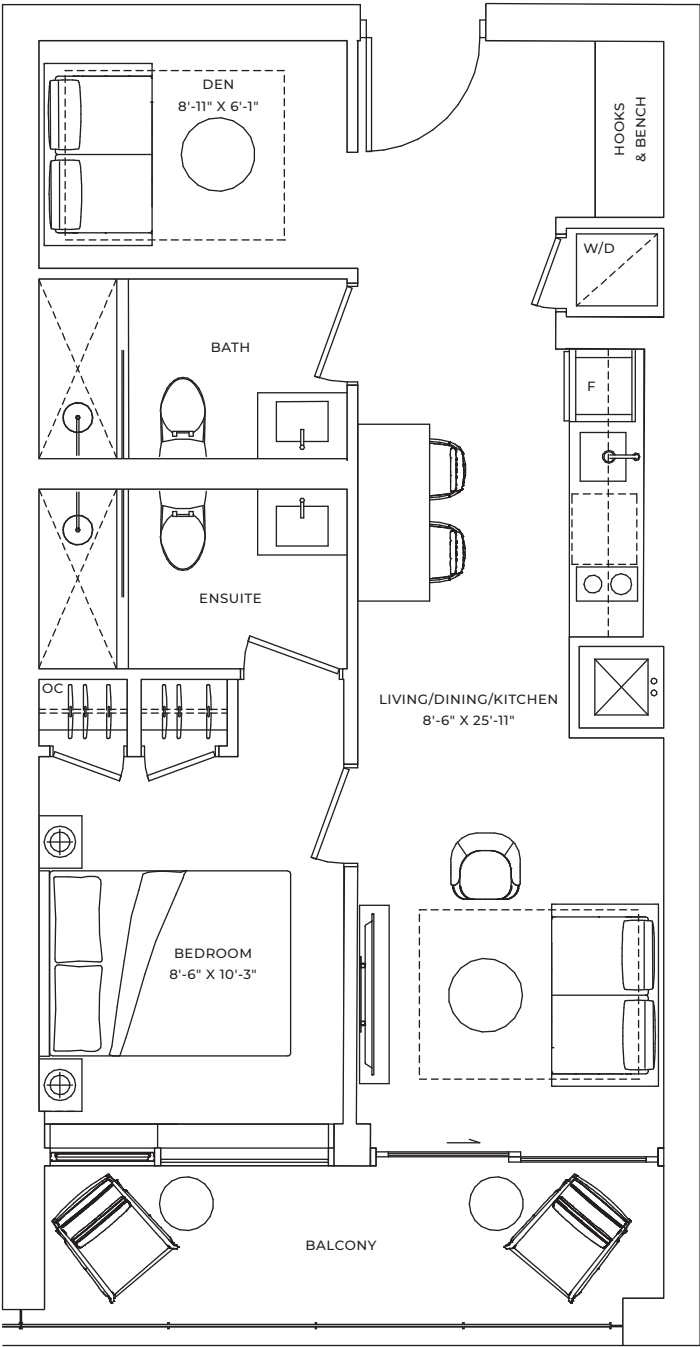 DEN
8'-11" X 6'-1"
HOOKS
& BENCH
W/D
BATH
F
ENSUITE
OC
LIVING/DINING/KITCHEN
8'-6" X 25'-11"
BEDROOM
8'-6" X 10'-3"
BALCONY